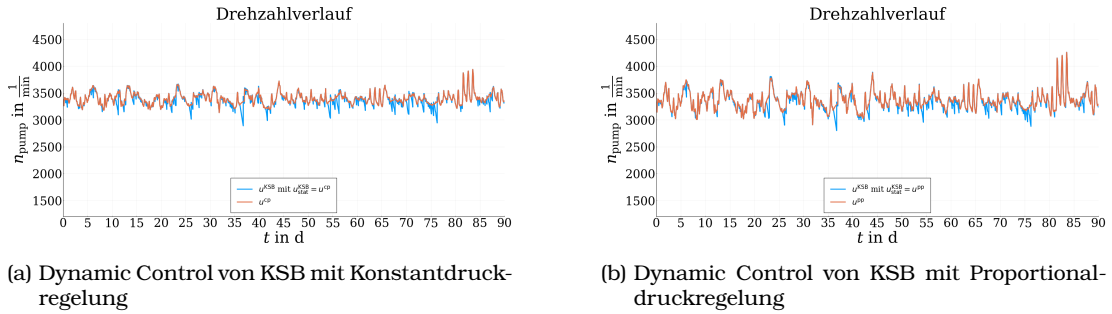 Drehzahlverlauf
4500
4000
3500
3000
2500
2000
1500
n_pump in 1/min
0 5 10 15 20 25 30 35 40 45 50 55 60 65 70 75 80 85 90
t in d
u^KSB mit u_stat^KSB = u^cp
u^cp
(a) Dynamic Control von KSB mit Konstantdruck-
regelung
Drehzahlverlauf
4500
4000
3500
3000
2500
2000
1500
n_pump in 1/min
0 5 10 15 20 25 30 35 40 45 50 55 60 65 70 75 80 85 90
t in d
u^KSB mit u_stat^KSB = u^pp
u^pp
(b) Dynamic Control von KSB mit Proportional-
druckregelung